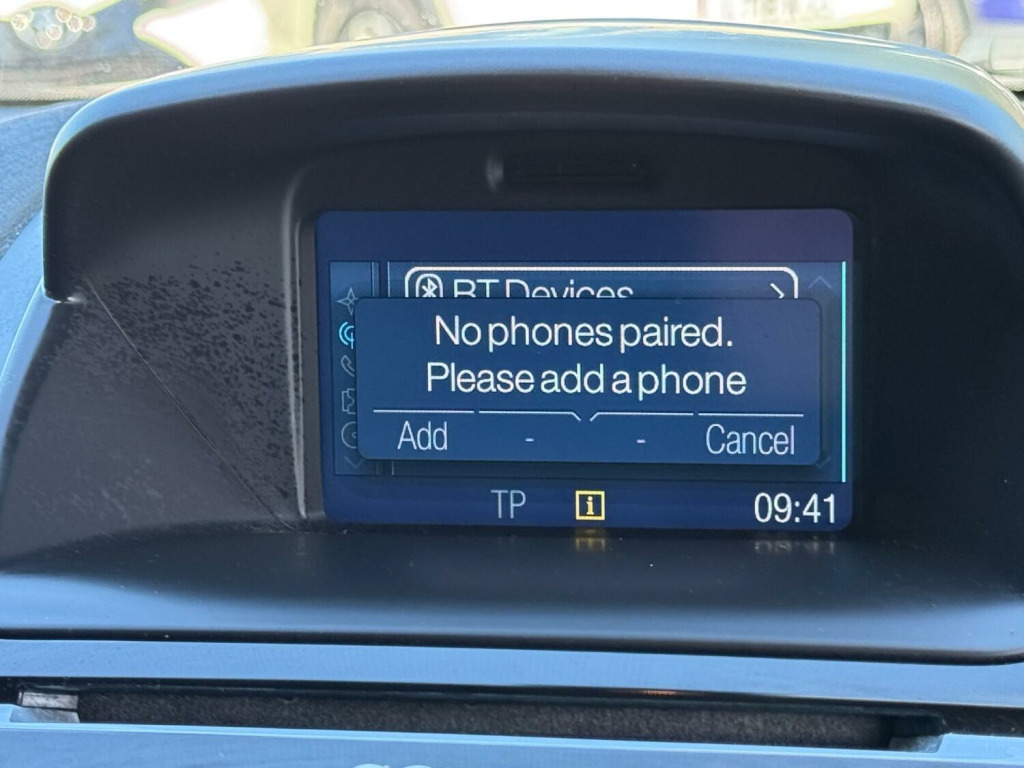 BT Devices
No phones paired.
Please add a phone
Add - - Cancel
TP i 09:41